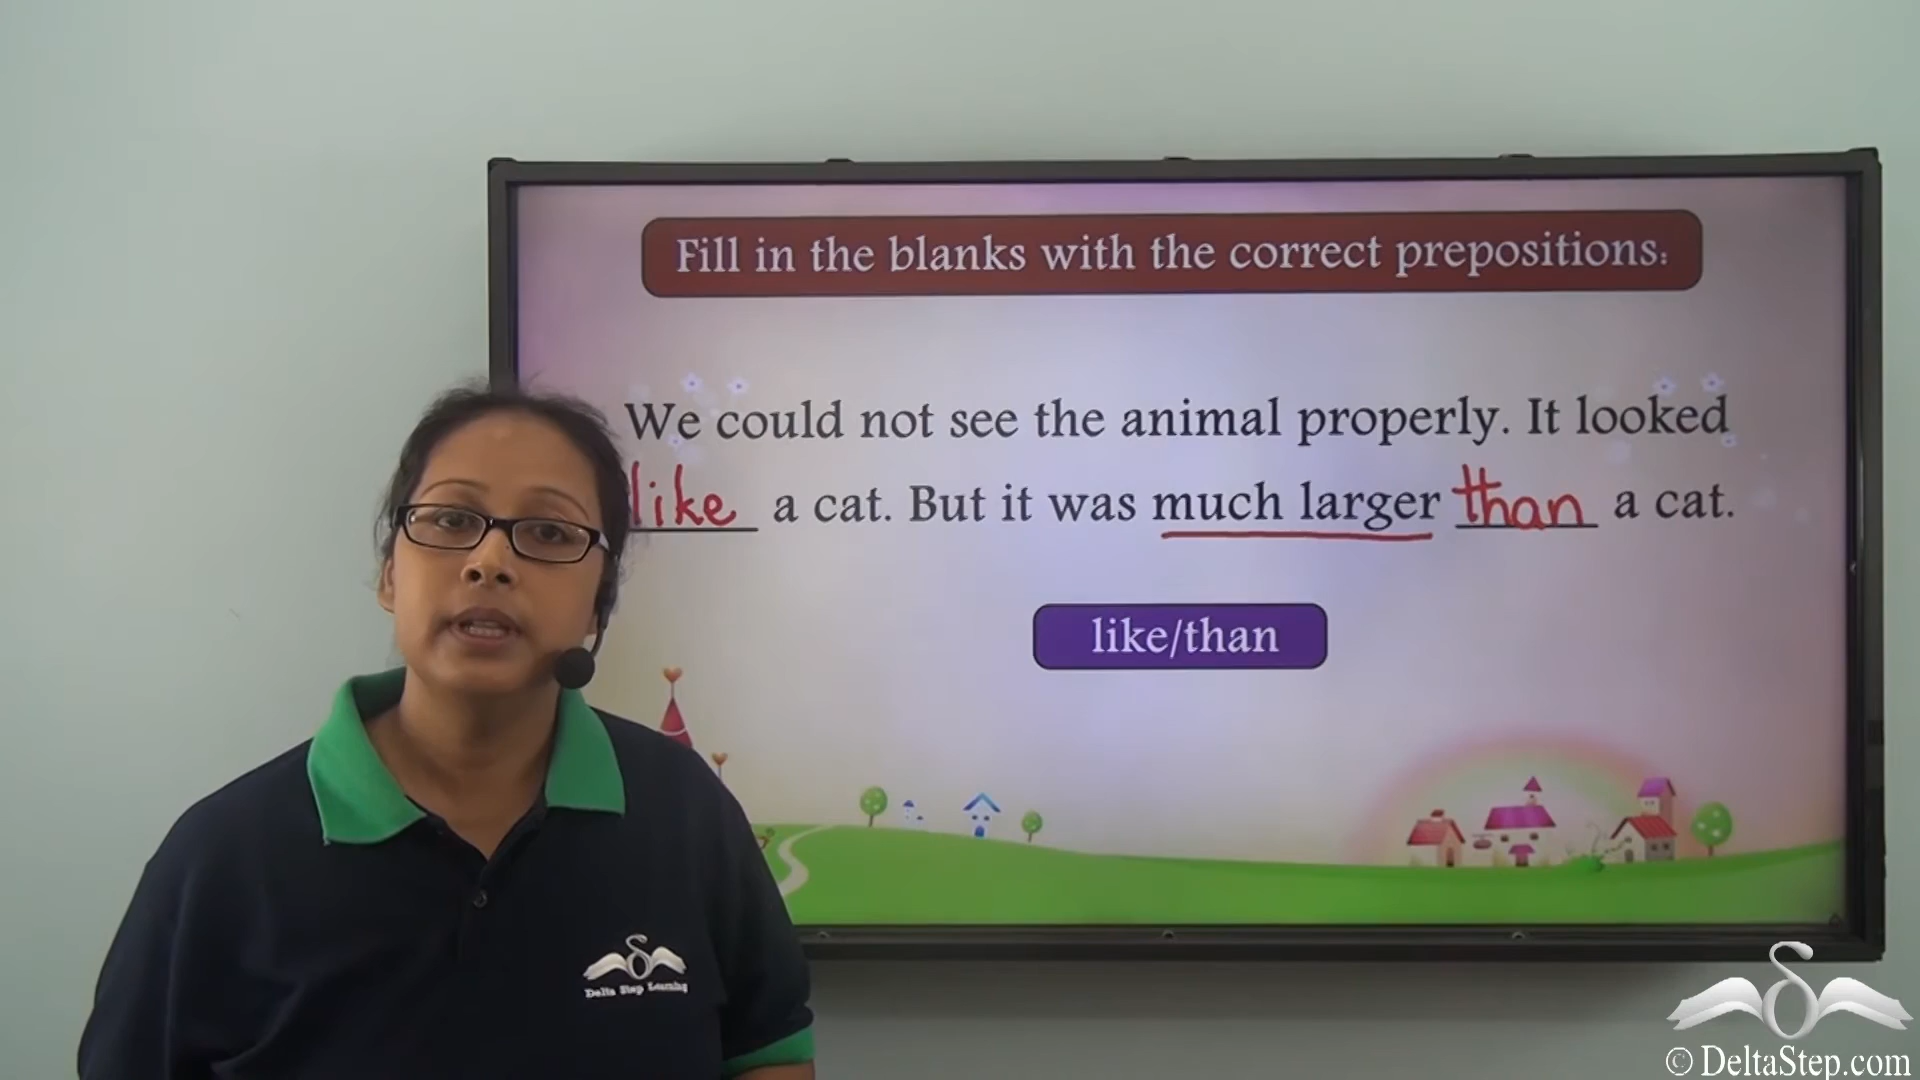 Fill in the blanks with the correct prepositions:
We could not see the animal properly. It looked
like a cat. But it was much larger than a cat.
like/than
Delta Step Learning
© DeltaStep.com